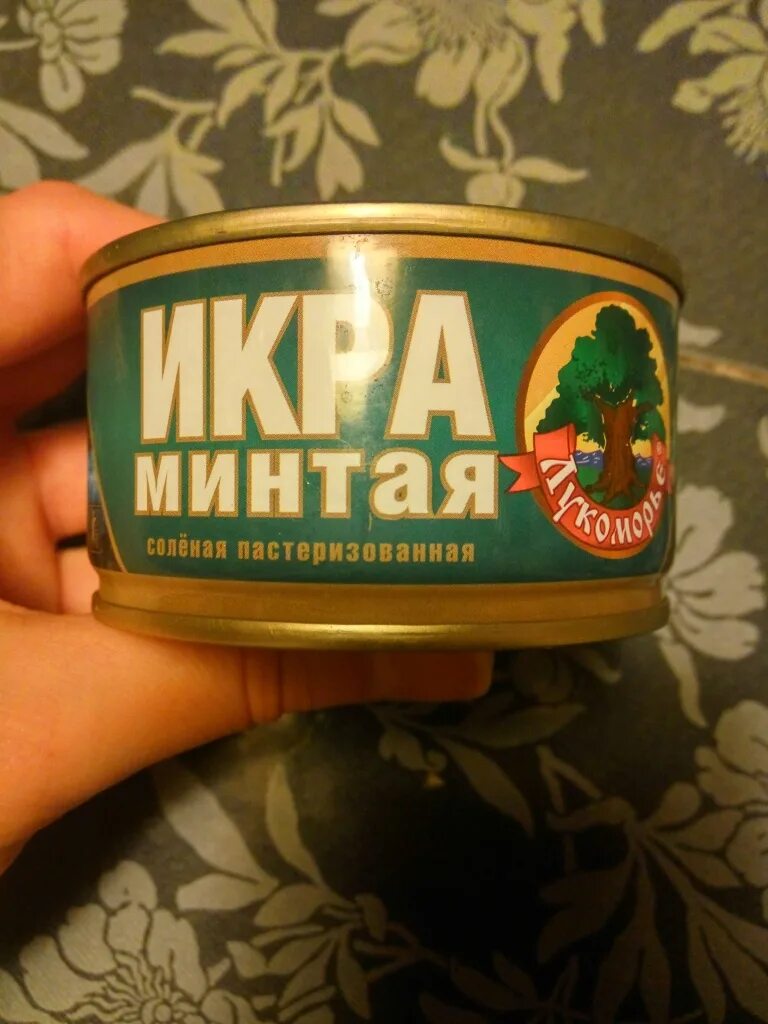 ИКРА
минтая
солёная пастеризованная
Лукоморье